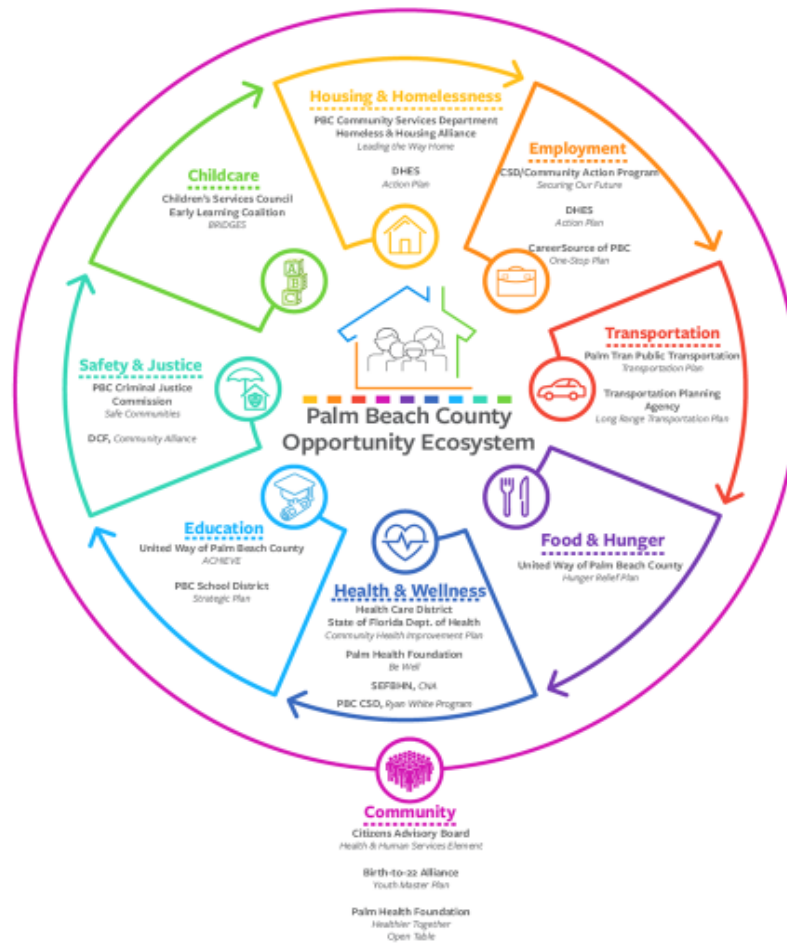 Housing & Homelessness
PBC Community Services Department
Homeless & Housing Alliance
Leading the Way Home
DHES
Action Plan
Employment
CSD/Community Action Program
Securing Our Future
DHES
Action Plan
CareerSource of PBC
One-Stop Plan
Transportation
Palm Tran Public Transportation
Transportation Plan
Transportation Planning
Agency
Long Range Transportation Plan
Food & Hunger
United Way of Palm Beach County
Hunger Relief Plan
Health & Wellness
Health Care District
State of Florida Dept. of Health
Community Health Improvement Plan
Palm Health Foundation
Be Well
SEFBHN, CNA
PBC CSD, Ryan White Program
Education
United Way of Palm Beach County
ACHIEVE
PBC School District
Strategic Plan
Safety & Justice
PBC Criminal Justice
Commission
Safe Communities
DCF, Community Alliance
Childcare
Children's Services Council
Early Learning Coalition
BRIDGES
A
B
C
Palm Beach County
Opportunity Ecosystem
Community
Citizens Advisory Board
Health & Human Services Element
Birth-to-22 Alliance
Youth Master Plan
Palm Health Foundation
Healthier Together
Open Table